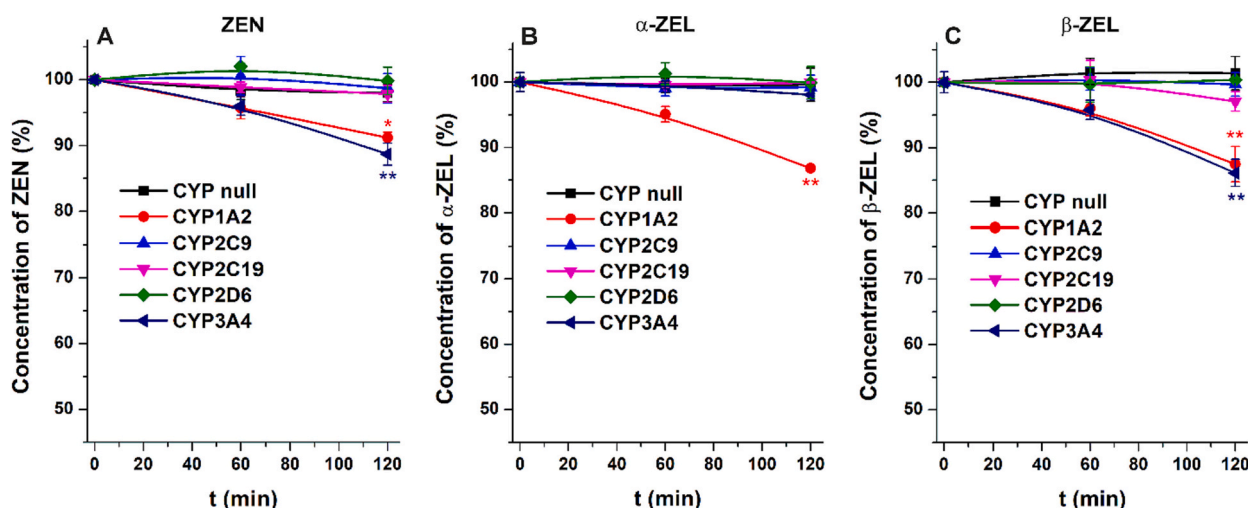 A
ZEN
Concentration of ZEN (%)
100
90
80
70
60
50
*
**
CYP null
CYP1A2
CYP2C9
CYP2C19
CYP2D6
CYP3A4
0 20 40 60 80 100 120
t (min)
B
α-ZEL
Concentration of α-ZEL (%)
100
90
80
70
60
50
**
CYP null
CYP1A2
CYP2C9
CYP2C19
CYP2D6
CYP3A4
0 20 40 60 80 100 120
t (min)
C
β-ZEL
Concentration of β-ZEL (%)
100
90
80
70
60
50
**
**
CYP null
CYP1A2
CYP2C9
CYP2C19
CYP2D6
CYP3A4
0 20 40 60 80 100 120
t (min)